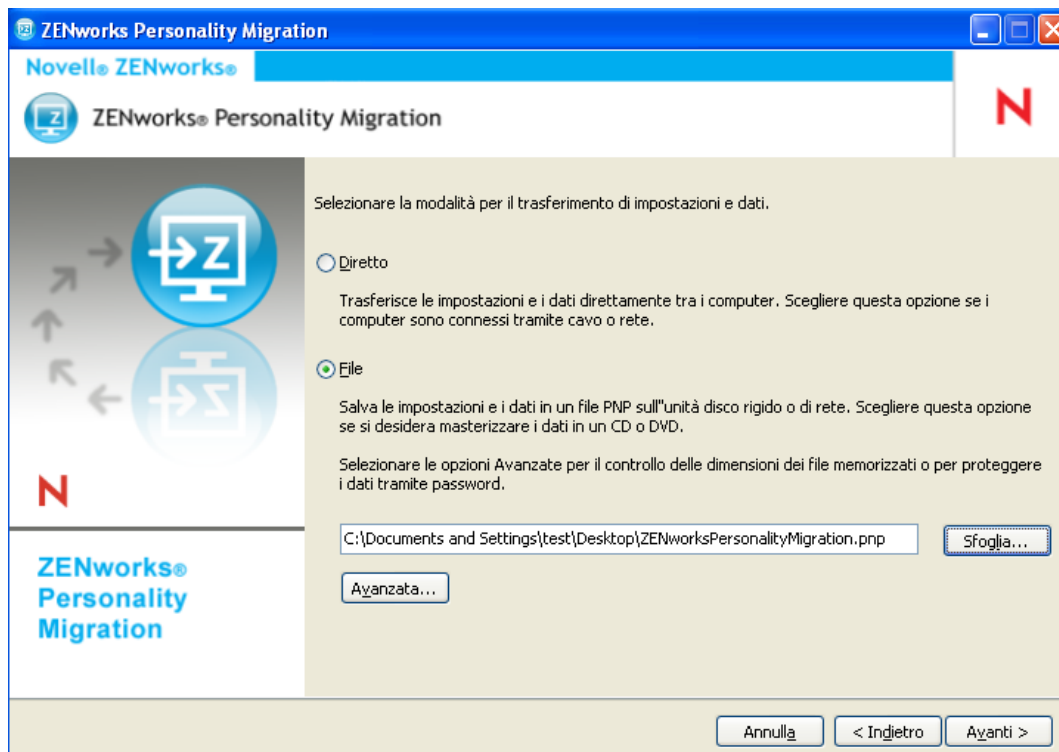 ZENworks Personality Migration
Novell® ZENworks®
ZENworks® Personality Migration
N
Selezionare la modalità per il trasferimento di impostazioni e dati.
Diretto
Trasferisce le impostazioni e i dati direttamente tra i computer. Scegliere questa opzione se i
computer sono connessi tramite cavo o rete.
File
Salva le impostazioni e i dati in un file PNP sull"unità disco rigido o di rete. Scegliere questa opzione
se si desidera masterizzare i dati in un CD o DVD.
Selezionare le opzioni Avanzate per il controllo delle dimensioni dei file memorizzati o per proteggere
i dati tramite password.
C:\Documents and Settings\test\Desktop\ZENworksPersonalityMigration.pnp
Sfoglia...
Avanzata...
Z
N
ZENworks®
Personality
Migration
Annulla
< Indietro
Avanti >